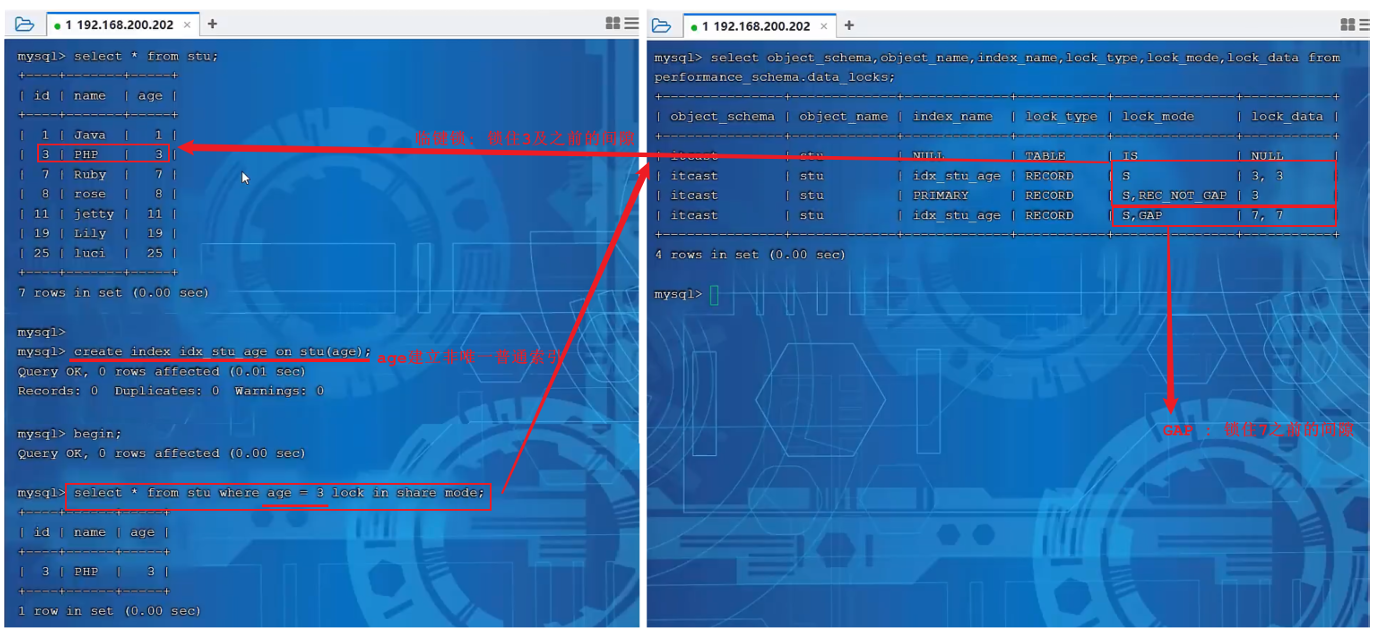 1 192.168.200.202 × +
mysql> select * from stu;
+----+-------+-----+
| id | name | age |
+----+-------+-----+
| 1 | Java | 1 |
| 3 | PHP | 3 |
| 7 | Ruby | 7 |
| 8 | rose | 8 |
| 11 | jetty | 11 |
| 19 | Lily | 19 |
| 25 | luci | 25 |
+----+-------+-----+
7 rows in set (0.00 sec)
mysql>
mysql> create index idx_stu_age on stu(age);
age建立非唯一普通索引
Query OK, 0 rows affected (0.01 sec)
Records: 0 Duplicates: 0 Warnings: 0
mysql> begin;
Query OK, 0 rows affected (0.00 sec)
mysql> select * from stu where age = 3 lock in share mode;
+----+------+-----+
| id | name | age |
+----+------+-----+
| 3 | PHP | 3 |
+----+------+-----+
1 row in set (0.00 sec)
临键锁: 锁住3及之前的间隙
1 192.168.200.202 × +
mysql> select object_schema,object_name,index_name,lock_type,lock_mode,lock_data from
performance_schema.data_locks;
+---------------+-------------+-------------+-----------+---------------+-----------+
| object_schema | object_name | index_name | lock_type | lock_mode | lock_data |
+---------------+-------------+-------------+-----------+---------------+-----------+
| itcast | stu | NULL | TABLE | IS | NULL |
| itcast | stu | idx_stu_age | RECORD | S | 3, 3 |
| itcast | stu | PRIMARY | RECORD | S,REC_NOT_GAP | 3 |
| itcast | stu | idx_stu_age | RECORD | S,GAP | 7, 7 |
+---------------+-------------+-------------+-----------+---------------+-----------+
4 rows in set (0.00 sec)
mysql>
GAP : 锁住7之前的间隙